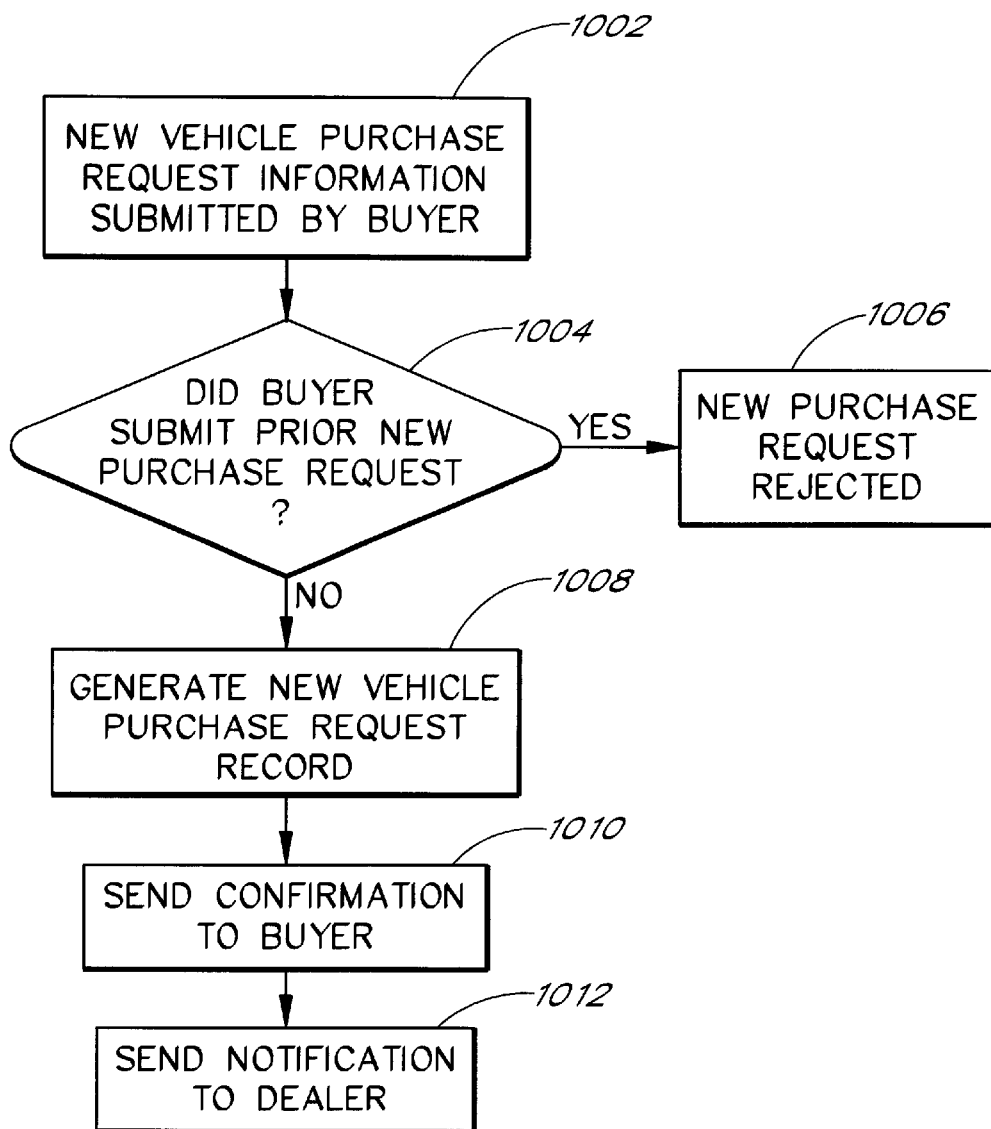 1002
NEW VEHICLE PURCHASE
REQUEST INFORMATION
SUBMITTED BY BUYER
1004
DID BUYER
SUBMIT PRIOR NEW
PURCHASE REQUEST
?
YES
1006
NEW PURCHASE
REQUEST
REJECTED
NO
1008
GENERATE NEW VEHICLE
PURCHASE REQUEST
RECORD
1010
SEND CONFIRMATION
TO BUYER
1012
SEND NOTIFICATION
TO DEALER